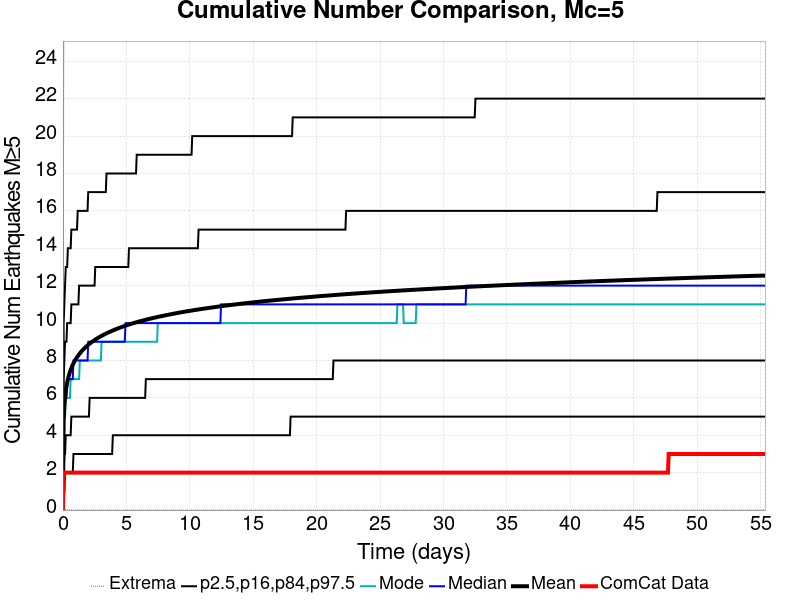 Cumulative Number Comparison, Mc=5
Cumulative Num Earthquakes M≥5
24
22
20
18
16
14
12
10
8
6
4
2
0
0 5 10 15 20 25 30 35 40 45 50 55
Time (days)
Extrema p2.5,p16,p84,p97.5 Mode Median Mean ComCat Data